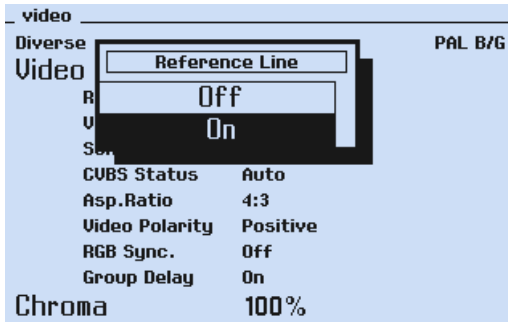 video
Diverse PAL B/G
Video
Reference Line
Off
On
CVBS Status Auto
Asp.Ratio 4:3
Video Polarity Positive
RGB Sync. Off
Group Delay On
Chroma 100%